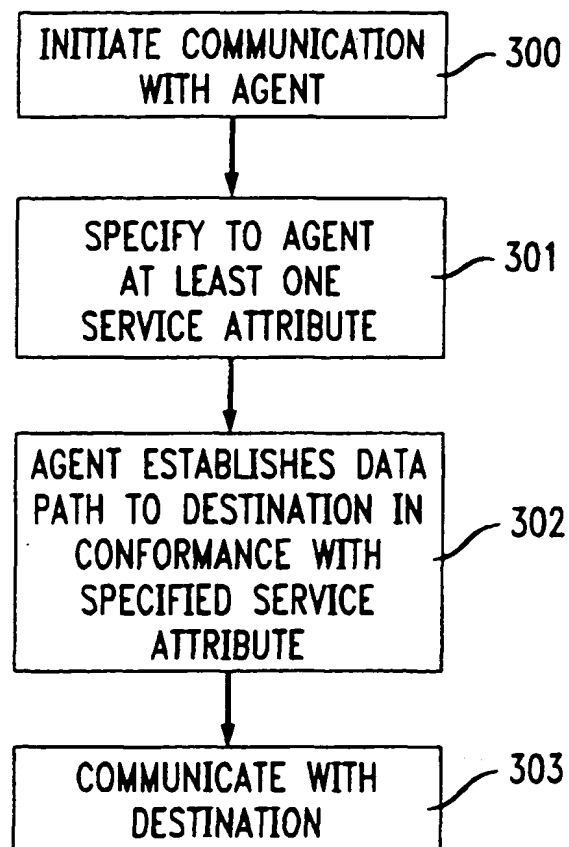 INITIATE COMMUNICATION
WITH AGENT
300
SPECIFY TO AGENT
AT LEAST ONE
SERVICE ATTRIBUTE
301
AGENT ESTABLISHES DATA
PATH TO DESTINATION IN
CONFORMANCE WITH
SPECIFIED SERVICE
ATTRIBUTE
302
COMMUNICATE WITH
DESTINATION
303